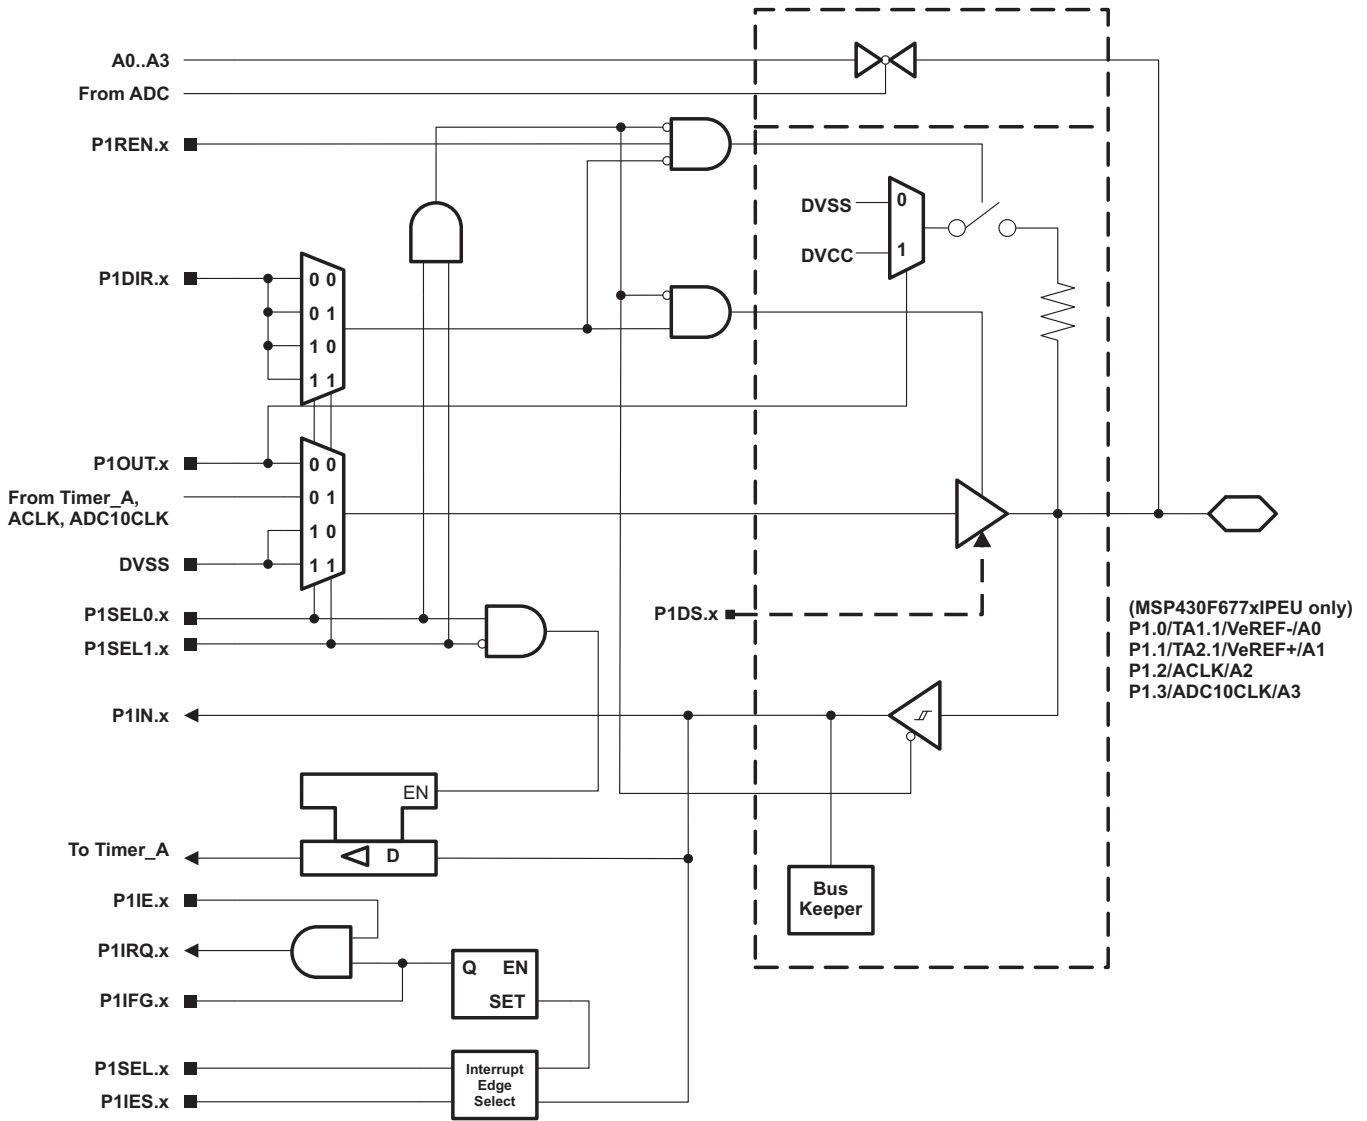 A0..A3
From ADC
P1REN.x
DVSS
0
DVCC
1
P1DIR.x
0 0
0 1
1 0
1 1
P1OUT.x
0 0
From Timer_A,
ACLK, ADC10CLK
0 1
1 0
DVSS
1 1
P1SEL0.x
P1SEL1.x
P1DS.x
(MSP430F677xIPEU only)
P1.0/TA1.1/VeREF-/A0
P1.1/TA2.1/VeREF+/A1
P1.2/ACLK/A2
P1.3/ADC10CLK/A3
P1IN.x
EN
To Timer_A
D
Bus
Keeper
P1IE.x
P1IRQ.x
Q EN
SET
P1IFG.x
P1SEL.x
P1IES.x
Interrupt
Edge
Select